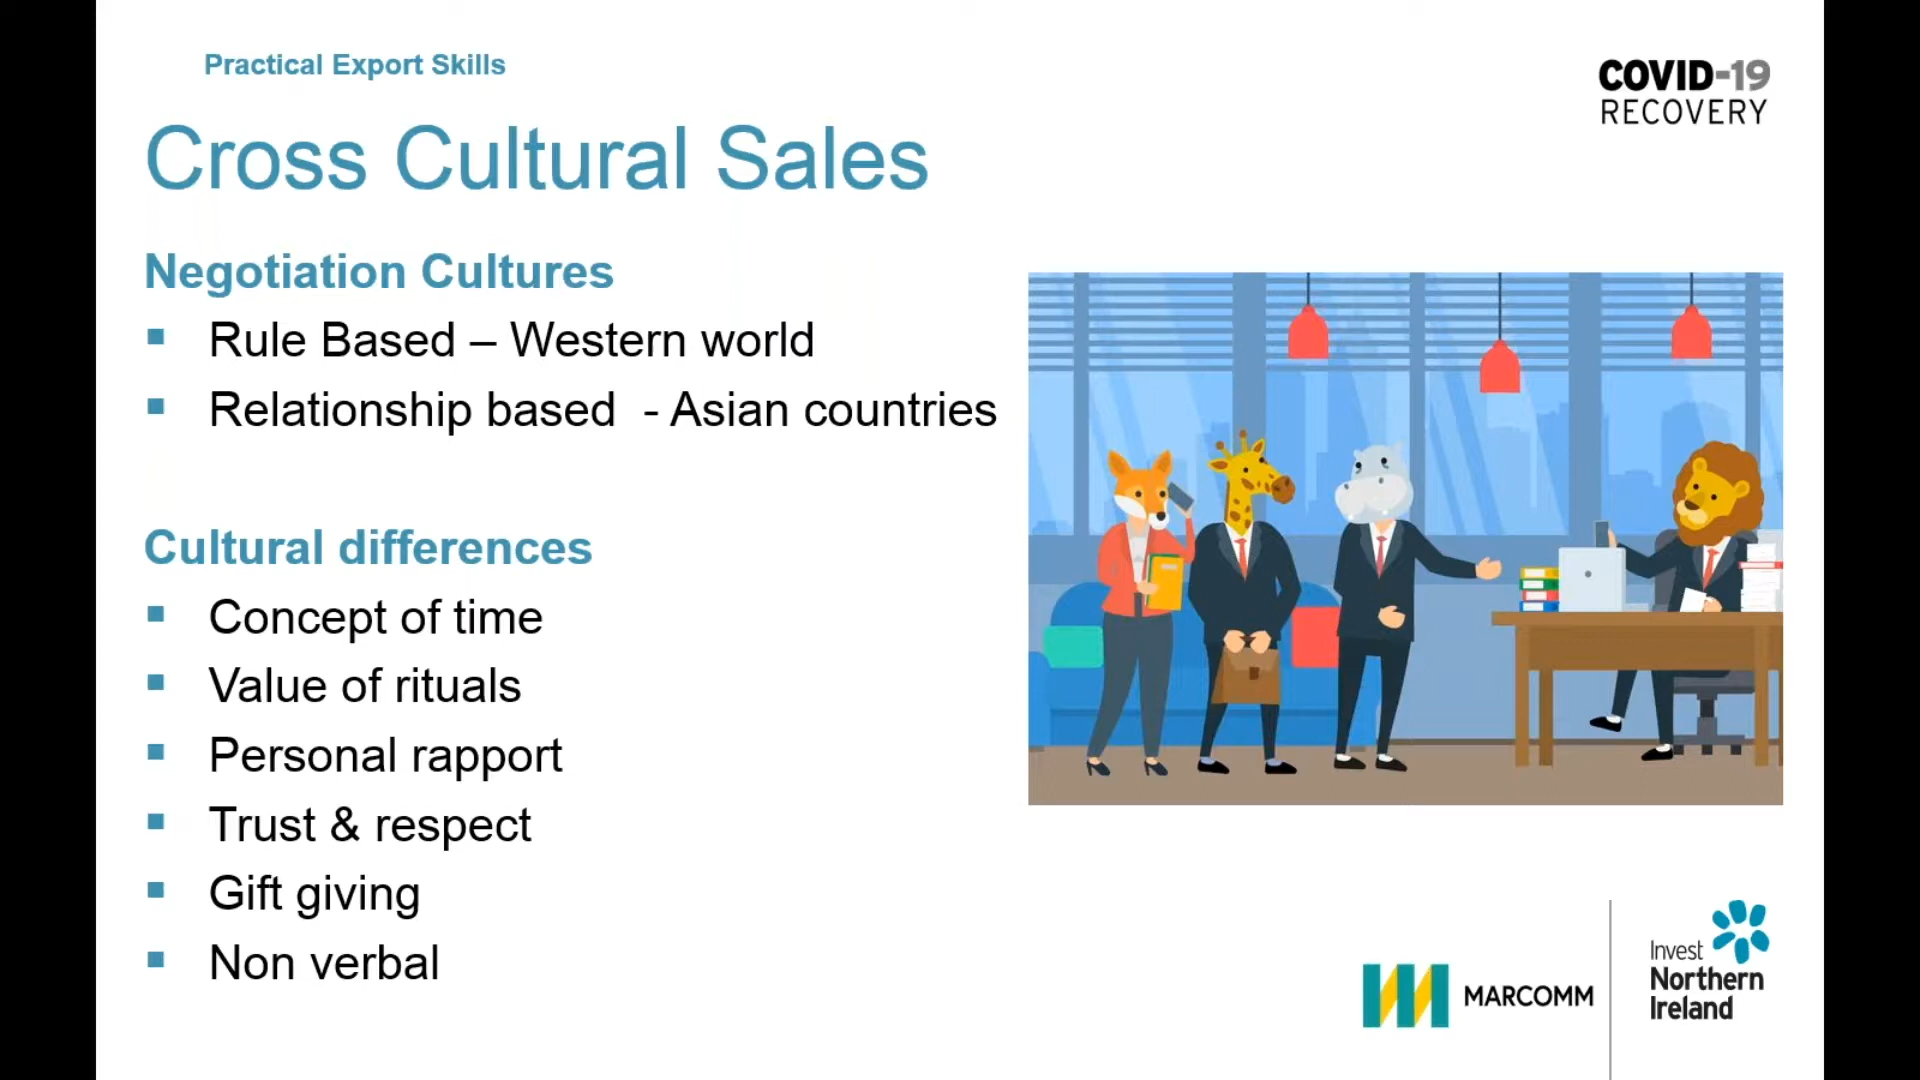 Practical Export Skills
COVID-19
RECOVERY
Cross Cultural Sales
Negotiation Cultures
Rule Based – Western world
Relationship based  - Asian countries
Cultural differences
Concept of time
Value of rituals
Personal rapport
Trust & respect
Gift giving
Non verbal
MARCOMM
Invest
Northern
Ireland